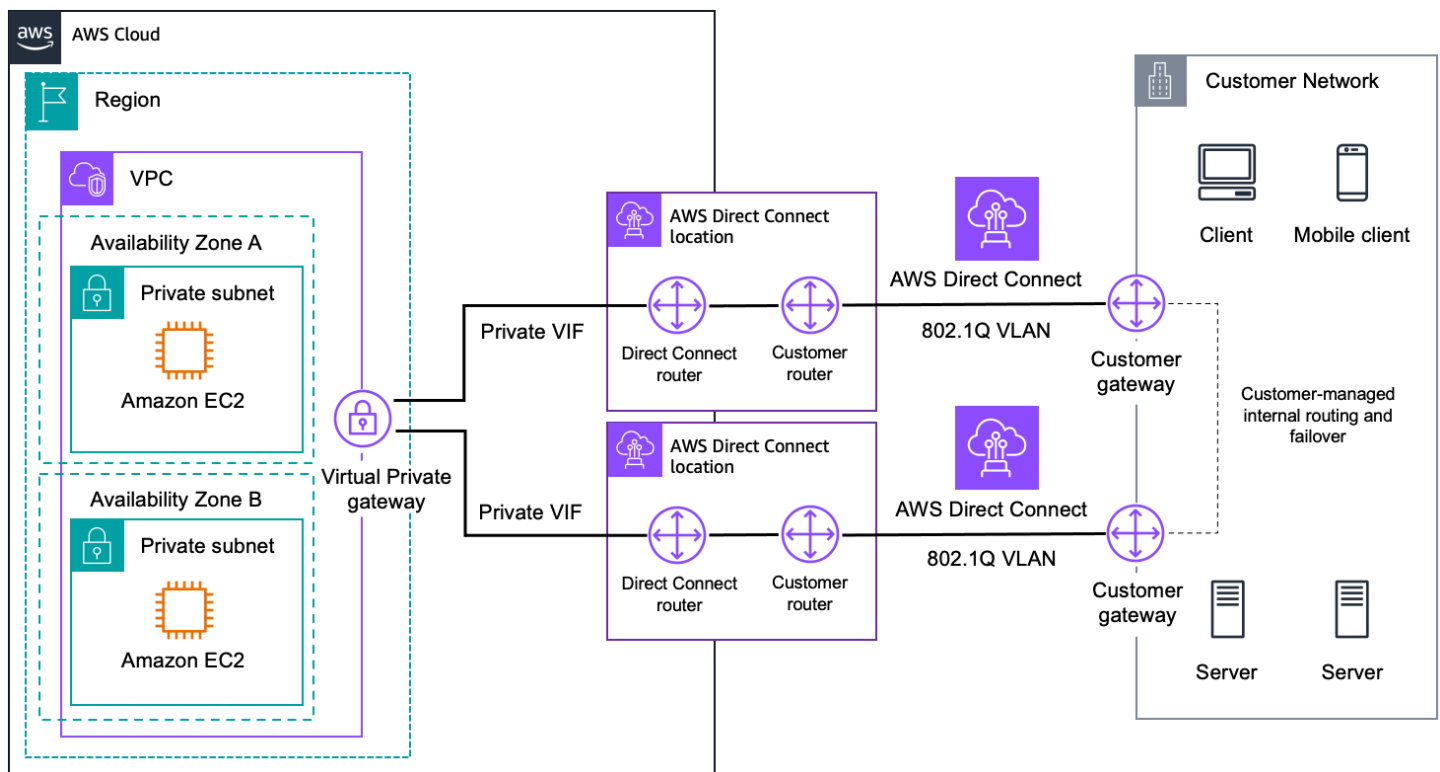 aws
AWS Cloud
Region
VPC
Availability Zone A
Private subnet
Amazon EC2
Availability Zone B
Private subnet
Amazon EC2
Virtual Private
gateway
Private VIF
Private VIF
AWS Direct Connect
location
Direct Connect
router
Customer
router
AWS Direct Connect
location
Direct Connect
router
Customer
router
AWS Direct Connect
802.1Q VLAN
AWS Direct Connect
802.1Q VLAN
Customer Network
Client
Mobile client
Customer
gateway
Customer-managed
internal routing and
failover
Customer
gateway
Server
Server